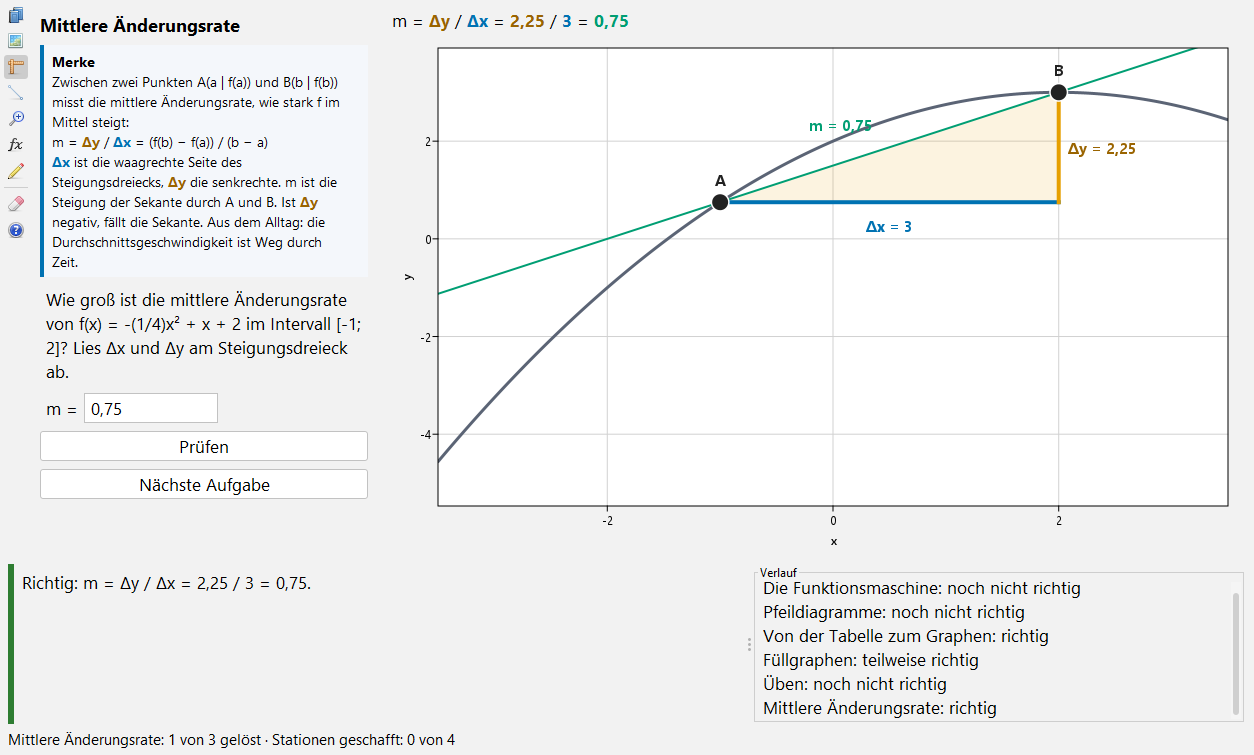 Mittlere Änderungsrate
Merke
Zwischen zwei Punkten A(a | f(a)) und B(b | f(b))
misst die mittlere Änderungsrate, wie stark f im
Mittel steigt:
m = Δy / Δx = (f(b) − f(a)) / (b − a)
Δx ist die waagrechte Seite des
Steigungsdreiecks, Δy die senkrechte. m ist die
Steigung der Sekante durch A und B. Ist Δy
negativ, fällt die Sekante. Aus dem Alltag: die
Durchschnittsgeschwindigkeit ist Weg durch
Zeit.
Wie groß ist die mittlere Änderungsrate
von f(x) = -(1/4)x² + x + 2 im Intervall [-1;
2]? Lies Δx und Δy am Steigungsdreieck
ab.
m = 0,75
Prüfen
Nächste Aufgabe
fx
m = Δy / Δx = 2,25 / 3 = 0,75
B
m = 0,75
2
Δy = 2,25
A
Δx = 3
0
y
-2
-4
-2 0 2
x
Richtig: m = Δy / Δx = 2,25 / 3 = 0,75.
Verlauf
Die Funktionsmaschine: noch nicht richtig
Pfeildiagramme: noch nicht richtig
Von der Tabelle zum Graphen: richtig
Füllgraphen: teilweise richtig
Üben: noch nicht richtig
Mittlere Änderungsrate: richtig
Mittlere Änderungsrate: 1 von 3 gelöst · Stationen geschafft: 0 von 4